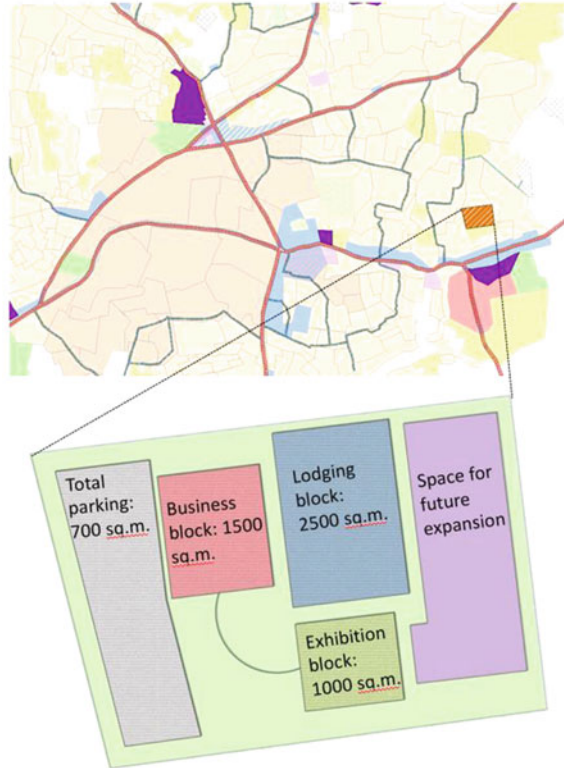 Total
parking:
700 sq.m.
Business
block: 1500
sq.m.
Lodging
block:
2500 sq.m.
Space for
future
expansion
Exhibition
block:
1000 sq.m.